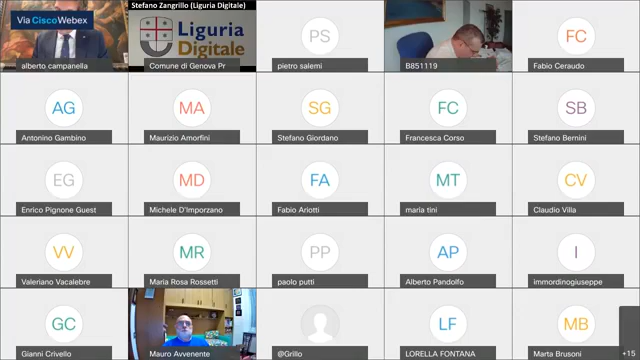 Via Cisco Webex
alberto campanella
Stefano Zangrillo (Liguria Digitale)
Liguria
Digitale
Comune di Genova Pr
PS
pietro salemi
B851119
FC
Fabio Ceraudo
AG
Antonino Gambino
MA
Maurizio Amorfini
SG
Stefano Giordano
FC
Francesca Corso
SB
Stefano Bernini
EG
Enrico Pignone Guest
MD
Michele D'Imporzano
FA
Fabio Ariotti
MT
maria tini
CV
Claudio Villa
VV
Valeriano Vacalebre
MR
Maria Rosa Rossetti
PP
paolo putti
AP
Alberto Pandolfo
I
immordinogiuseppe
GC
Gianni Crivello
Mauro Avvenente
@Grillo
LF
LORELLA FONTANA
MB
Marta Brusoni
+15